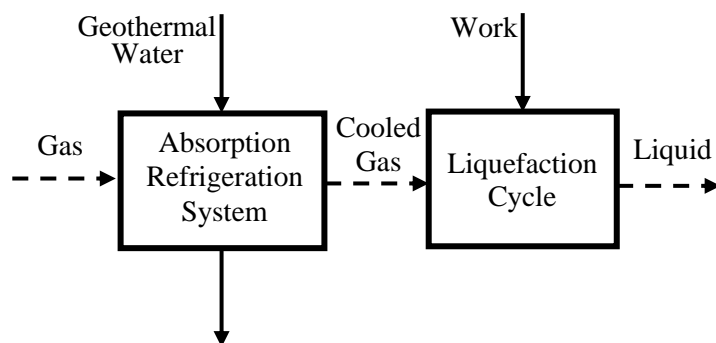 Geothermal
Water
Work
Gas
Absorption
Refrigeration
System
Cooled
Gas
Liquefaction
Cycle
Liquid